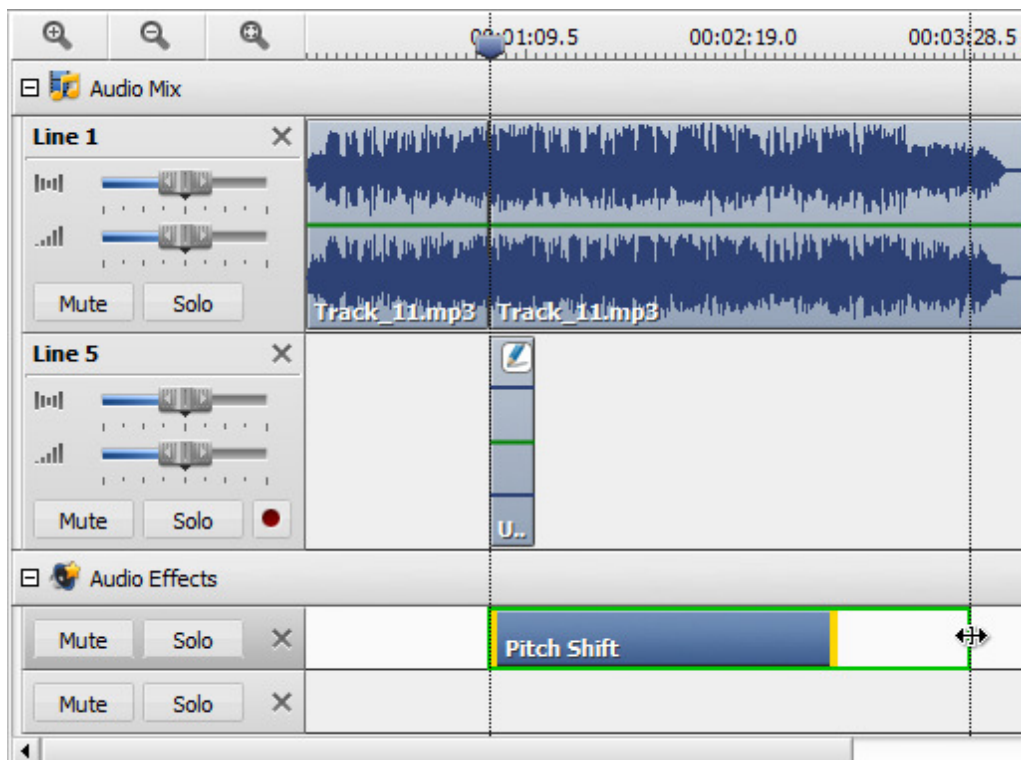 00:01:09.5 00:02:19.0 00:03:28.5
Audio Mix
Line 1
Mute Solo
Track_11.mp3 Track_11.mp3
Line 5
Mute Solo
U..
Audio Effects
Mute Solo
Pitch Shift
Mute Solo